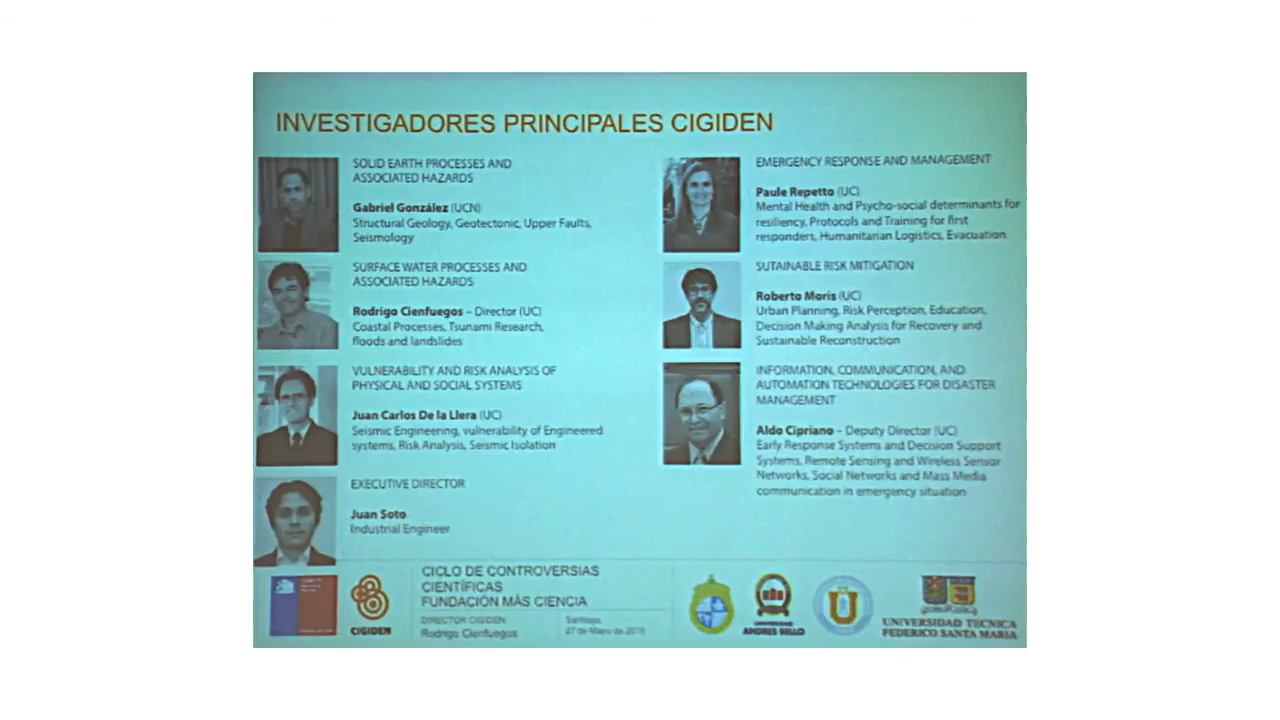 INVESTIGADORES PRINCIPALES CIGIDEN
SOLID EARTH PROCESSES AND
ASSOCIATED HAZARDS
Gabriel González (UCN)
Structural Geology, Geotectonic, Upper Faults,
Seismology
SURFACE WATER PROCESSES AND
ASSOCIATED HAZARDS
Rodrigo Cienfuegos – Director (UC)
Coastal Processes, Tsunami Research,
floods and landslides
VULNERABILITY AND RISK ANALYSIS OF
PHYSICAL AND SOCIAL SYSTEMS
Juan Carlos De la Llera (UC)
Seismic Engineering, vulnerability of Engineered
systems, Risk Analysis, Seismic Isolation
EXECUTIVE DIRECTOR
Juan Soto
Industrial Engineer
EMERGENCY RESPONSE AND MANAGEMENT
Paule Repetto (UC)
Mental Health and Psycho-social determinants for
resiliency, Protocols and Training for first
responders, Humanitarian Logistics, Evacuation
SUTAINABLE RISK MITIGATION
Roberto Moris (UC)
Urban Planning, Risk Perception, Education,
Decision Making Analysis for Recovery and
Sustainable Reconstruction
INFORMATION, COMMUNICATION, AND
AUTOMATION TECHNOLOGIES FOR DISASTER
MANAGEMENT
Aldo Cipriano – Deputy Director (UC)
Early Response Systems and Decision Support
Systems, Remote Sensing and Wireless Sensor
Networks, Social Networks and Mass Media
communication in emergency situation
CIGIDEN
CICLO DE CONTROVERSIAS
CIENTÍFICAS
FUNDACIÓN MÁS CIENCIA
DIRECTOR CIGIDEN:
Rodrigo Cienfuegos
Santiago,
27 de Mayo de
UNIVERSIDAD
ANDRES BELLO
UNIVERSIDAD TECNICA
FEDERICO SANTA MARIA